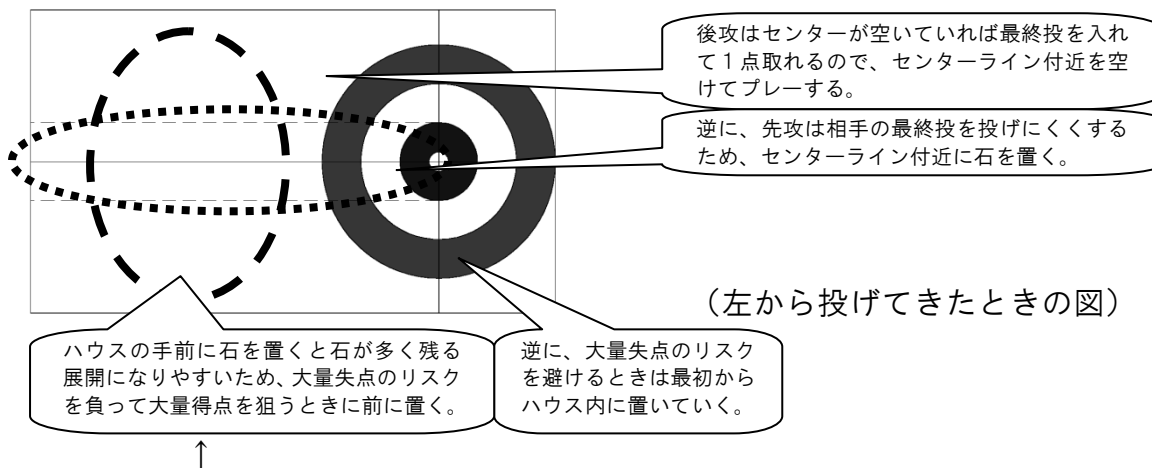 後攻はセンターが空いていれば最終投を入れ
て１点取れるので、センターライン付近を空
けてプレーする。
逆に、先攻は相手の最終投を投げにくくする
ため、センターライン付近に石を置く。
（左から投げてきたときの図）
ハウスの手前に石を置くと石が多く残る
展開になりやすいため、大量失点のリスク
を負って大量得点を狙うときに前に置く。
逆に、大量失点のリスク
を避けるときは最初から
ハウス内に置いていく。
↑